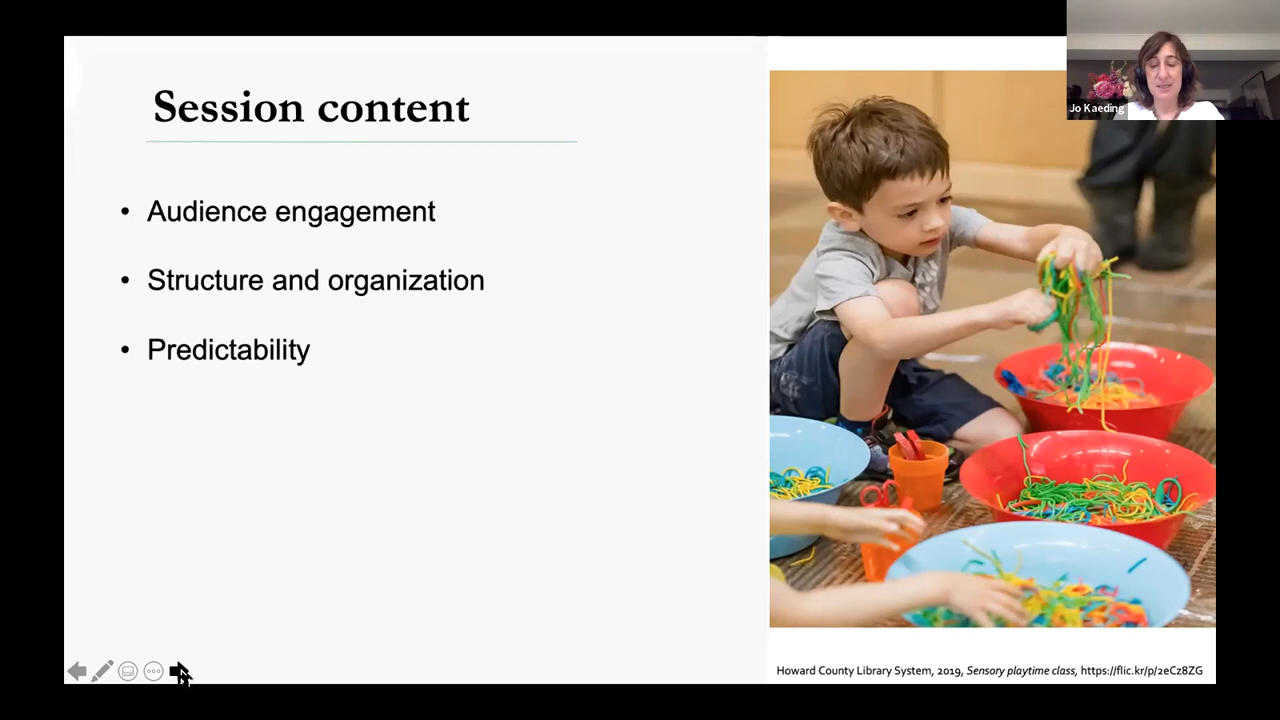 Jo Kaeding
Session content
• Audience engagement
• Structure and organization
• Predictability
Howard County Library System, 2019, Sensory playtime class, https://flic.kr/p/2eCz8ZG